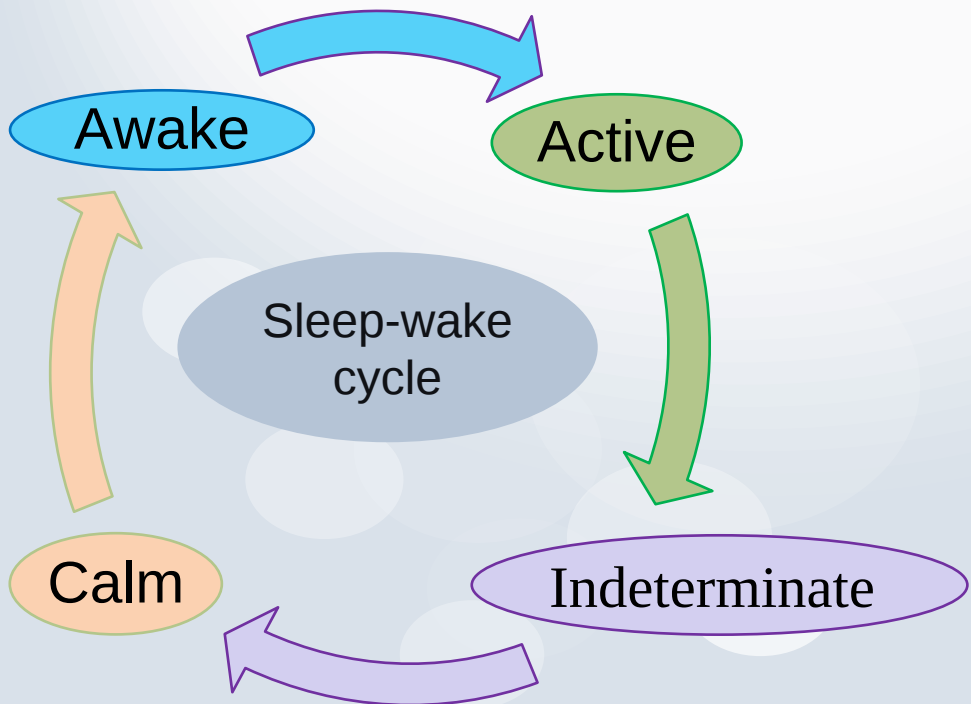 Awake
Active
Sleep-wake
cycle
Calm
Indeterminate